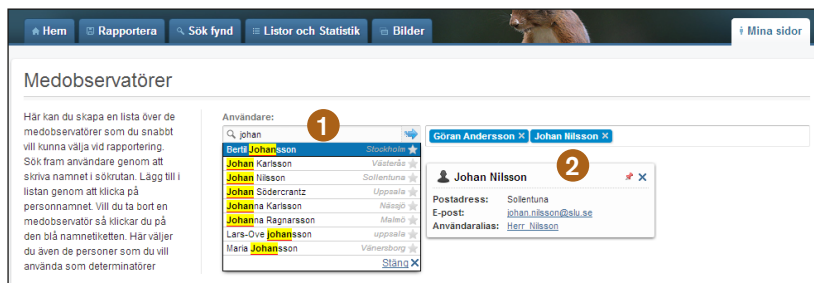 Hem Rapportera Sök fynd Listor och Statistik Bilder Mina sidor
Medobservatörer
Här kan du skapa en lista över de
medobservatörer som du snabbt
vill kunna välja vid rapportering.
Sök fram användare genom att
skriva namnet i sökrutan. Lägg till i
listan genom att klicka på
personnamnet. Vill du ta bort en
medobservatör så klickar du på
den blå namnetiketten. Här väljer
du även de personer som du vill
använda som determinatörer
Användare:
1
johan
Bertil Johansson Stockholm
Johan Karlsson Västerås
Johan Nilsson Sollentuna
Johan Södercrantz Uppsala
Johanna Karlsson Nässjö
Johanna Ragnarsson Malmö
Lars-Ove johansson uppsala
Maria Johansson Vänersborg
Stäng X
Göran Andersson X Johan Nilsson X
2
Johan Nilsson X
Postadress: Sollentuna
E-post: johan.nilsson@slu.se
Användaralias: Herr_Nilsson